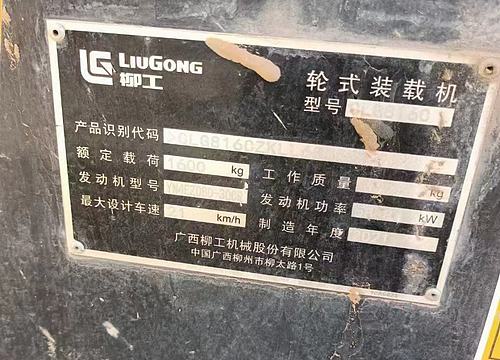 LIUGONG
柳工
轮式装载机
型号
产品识别代码
额定载荷 1600 kg 工作质量 kg
发动机型号 发动机功率 kW
最大设计车速 21 km/h 制造年度
广西柳工机械股份有限公司
中国广西柳州市柳太路1号